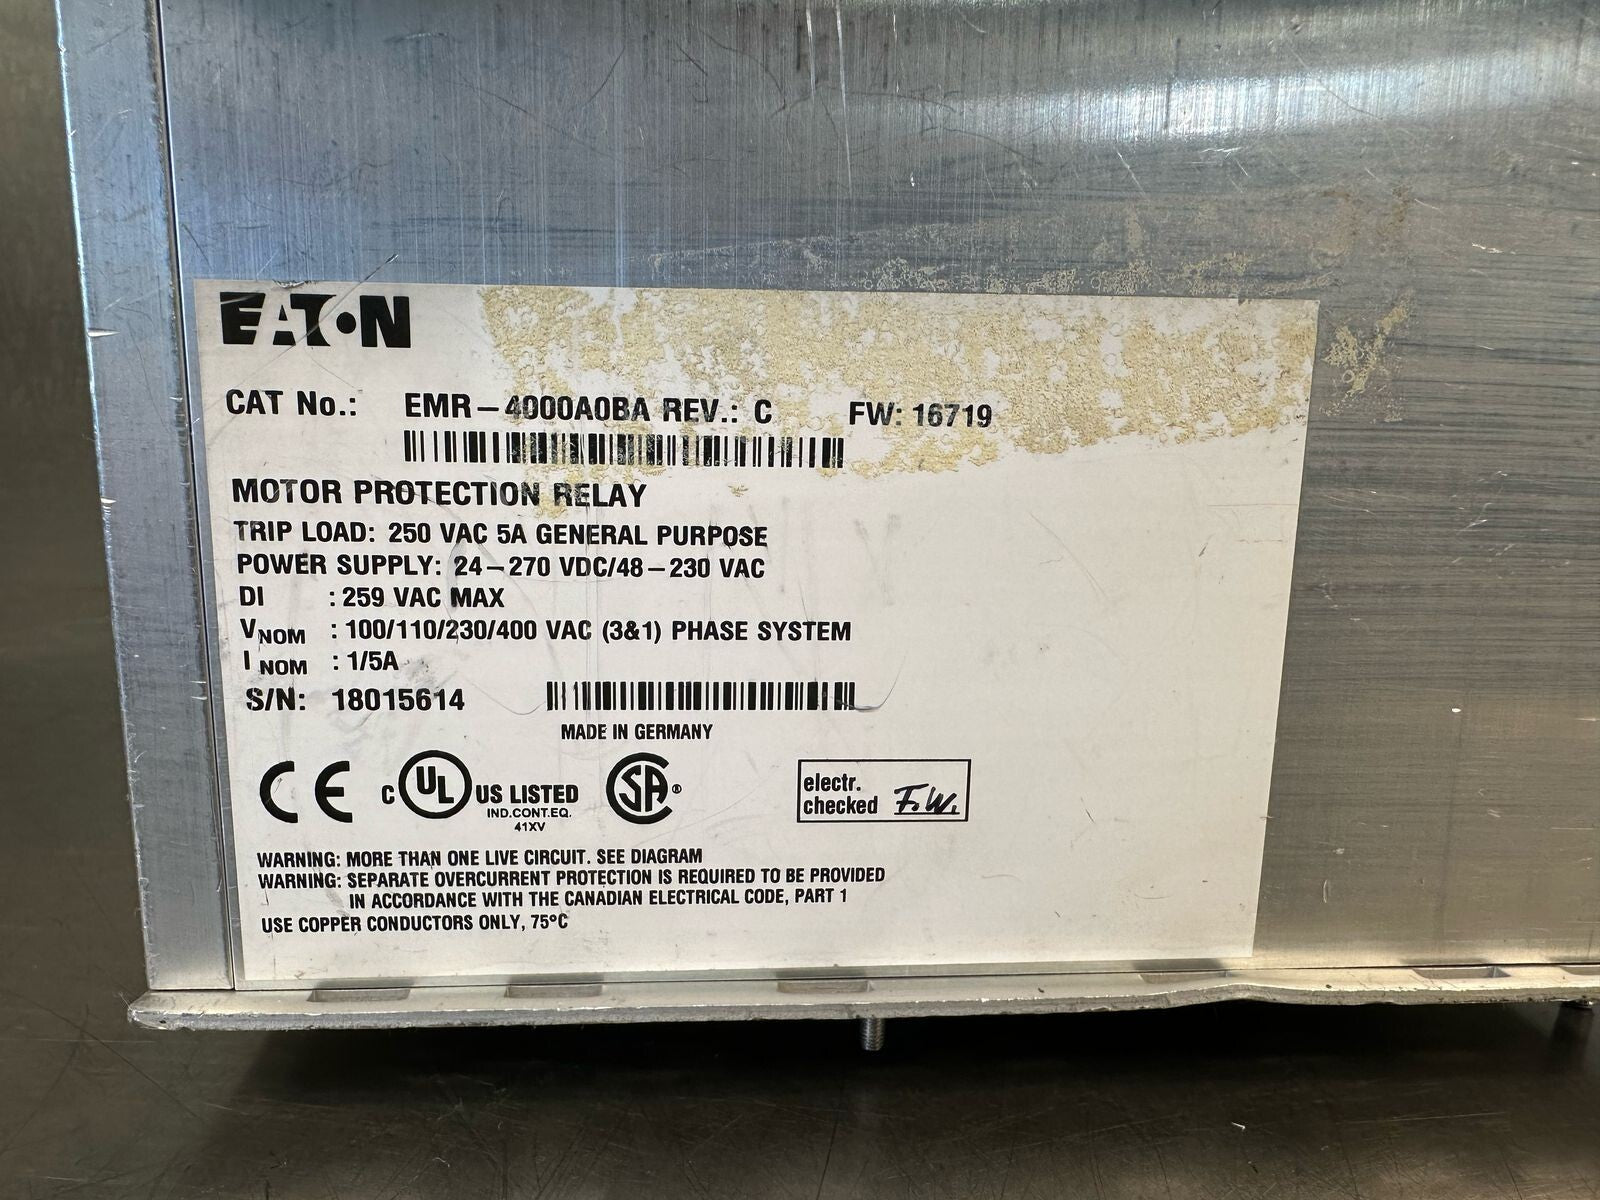 EATON
CAT No.: EMR-4000A0BA REV.: C FW: 16719
MOTOR PROTECTION RELAY
TRIP LOAD: 250 VAC 5A GENERAL PURPOSE
POWER SUPPLY: 24-270 VDC/48-230 VAC
DI : 259 VAC MAX
VNOM : 100/110/230/400 VAC (3&1) PHASE SYSTEM
I NOM : 1/5A
S/N: 18015614
MADE IN GERMANY
CE C UL US LISTED SA ®
IND.CONT.EQ.
41XV
electr.
checked F.W.
WARNING: MORE THAN ONE LIVE CIRCUIT. SEE DIAGRAM
WARNING: SEPARATE OVERCURRENT PROTECTION IS REQUIRED TO BE PROVIDED
IN ACCORDANCE WITH THE CANADIAN ELECTRICAL CODE, PART 1
USE COPPER CONDUCTORS ONLY, 75°C